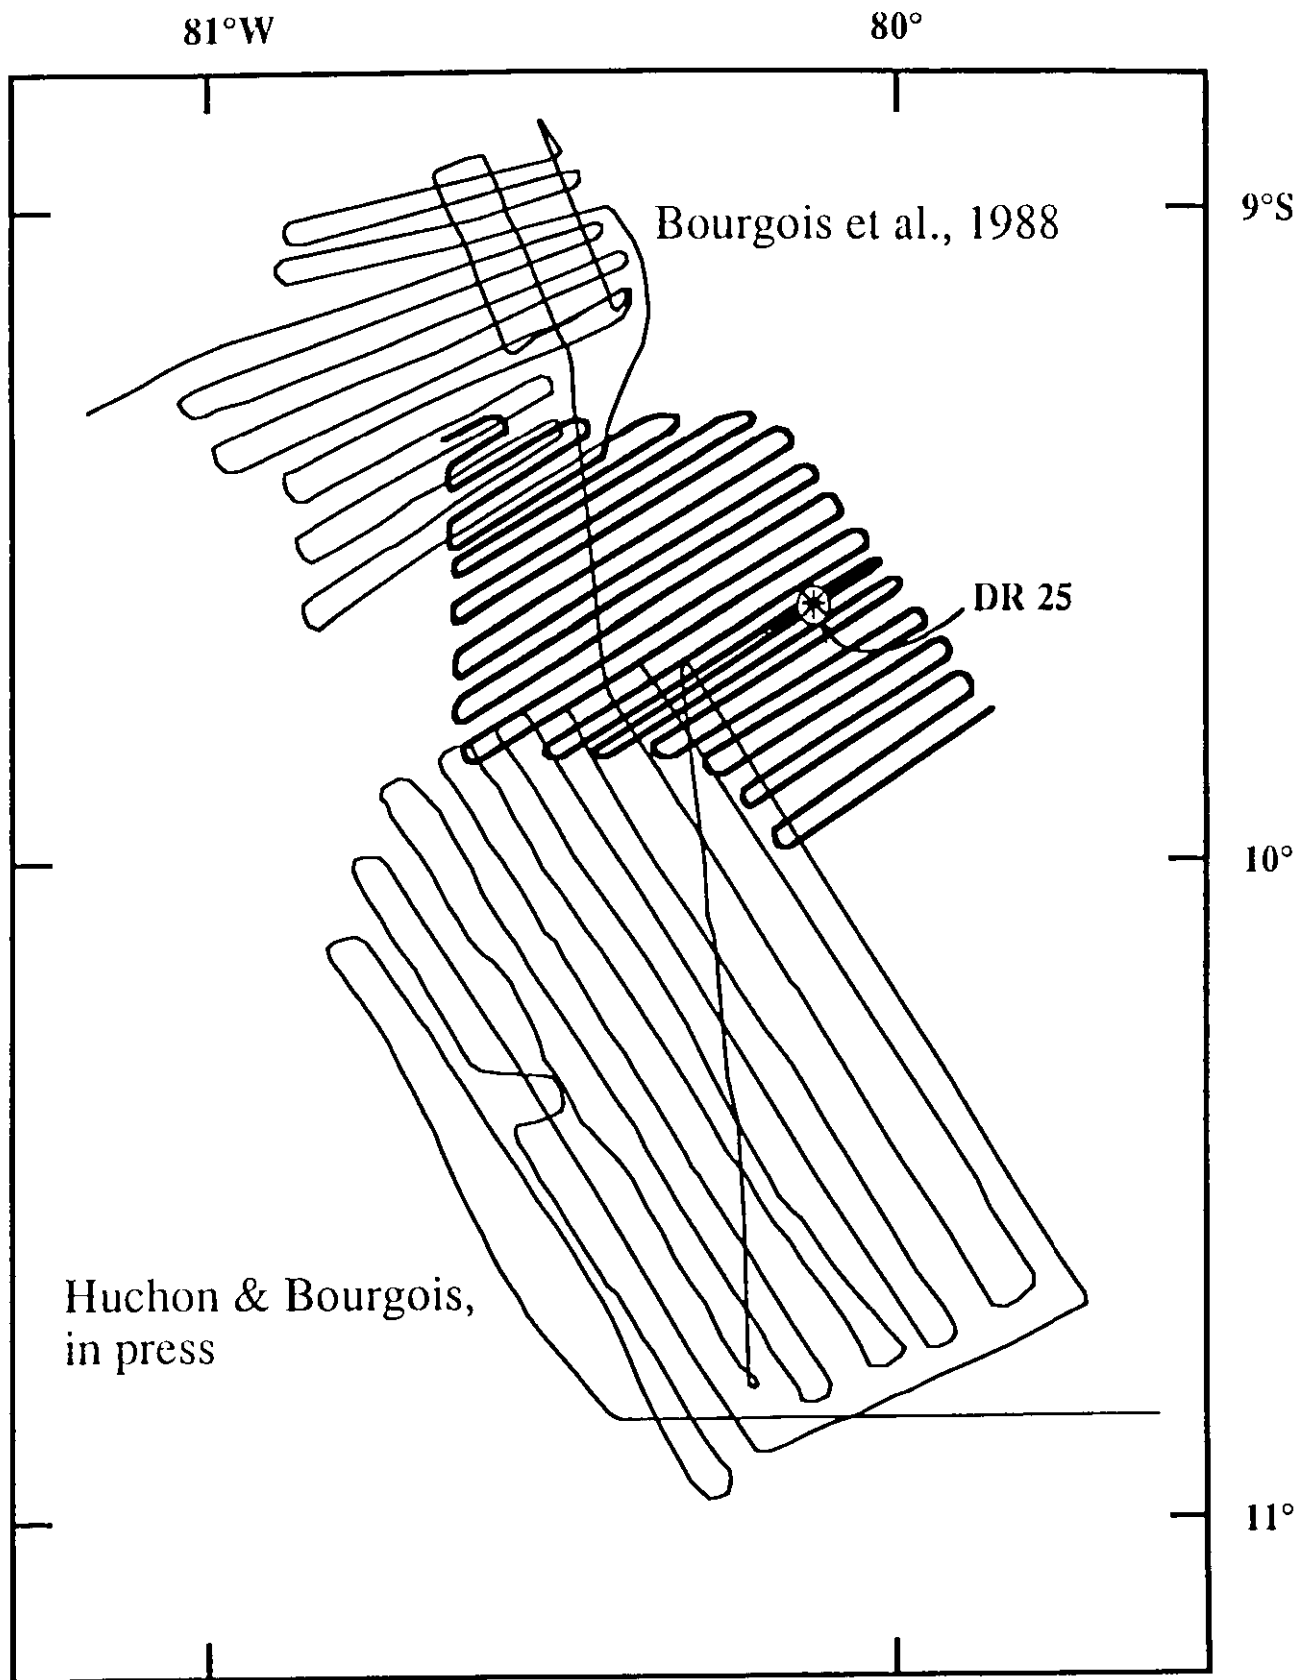 81°W
80°
9°S
Bourgois et al., 1988
DR 25
10°
Huchon & Bourgois,
in press
11°